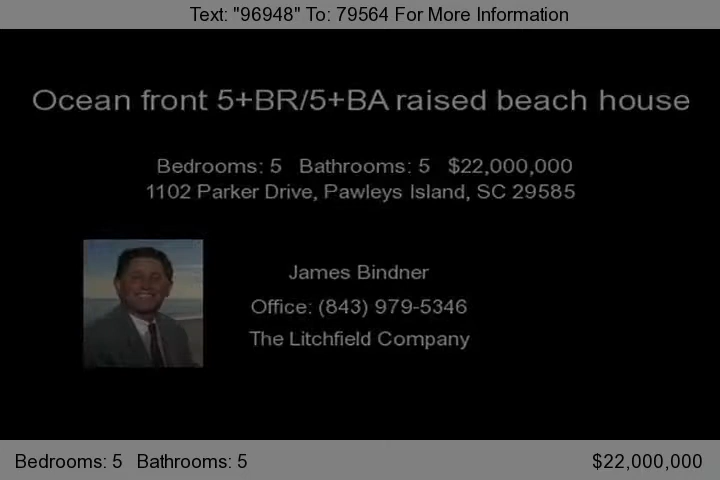 Text: "96948" To: 79564 For More Information
Ocean front 5+BR/5+BA raised beach house
Bedrooms: 5 Bathrooms: 5 $22,000,000
1102 Parker Drive, Pawleys Island, SC 29585
James Bindner
Office: (843) 979-5346
The Litchfield Company
Bedrooms: 5 Bathrooms: 5 $22,000,000